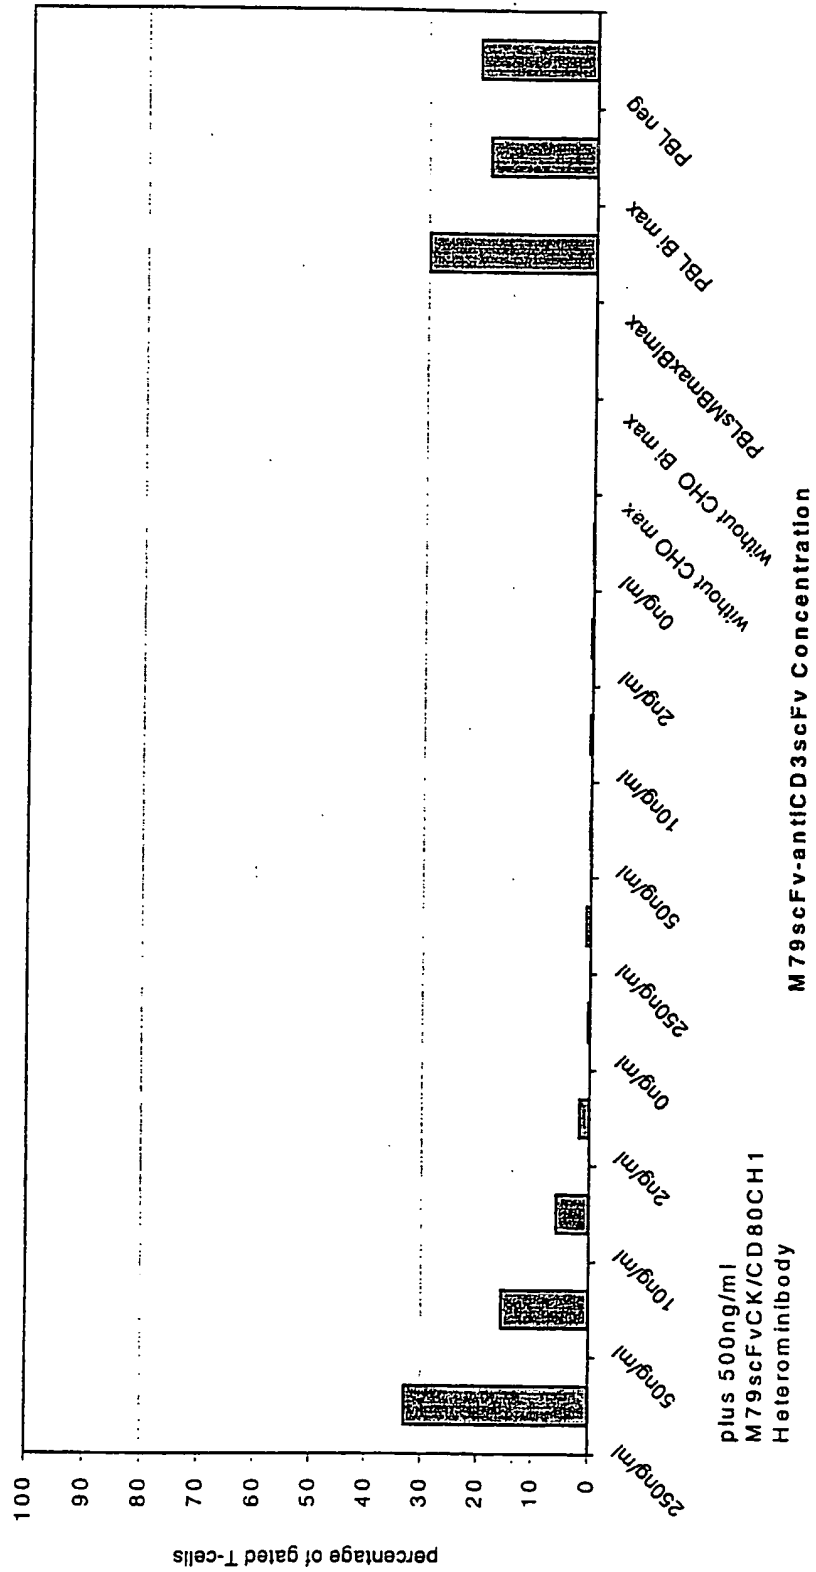 percentage of gated T-cells
100
90
80
70
60
50
40
30
20
10
0
250ng/ml
50ng/ml
10ng/ml
2ng/ml
0ng/ml
250ng/ml
50ng/ml
10ng/ml
2ng/ml
0ng/ml
without CHO max
without CHO Bi max
PBLsMBmaxBimax
PBL Bi max
PBL neg
plus 500ng/ml
M79scFvCK/CD80CH1
Heterominibody
M79scFv-antiCD3scFv Concentration